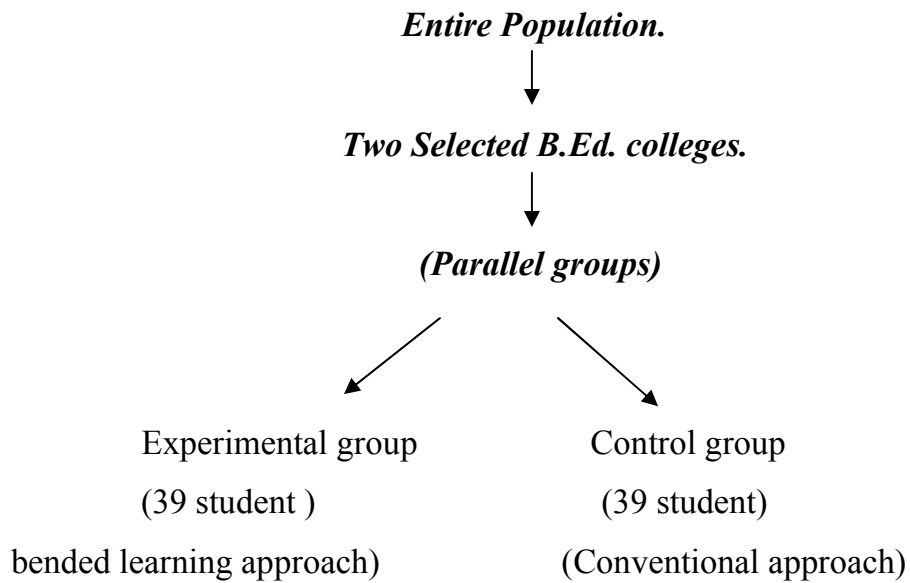 Entire Population.
Two Selected B.Ed. colleges.
(Parallel groups)
Experimental group Control group
(39 student ) (39 student)
bended learning approach) (Conventional approach)